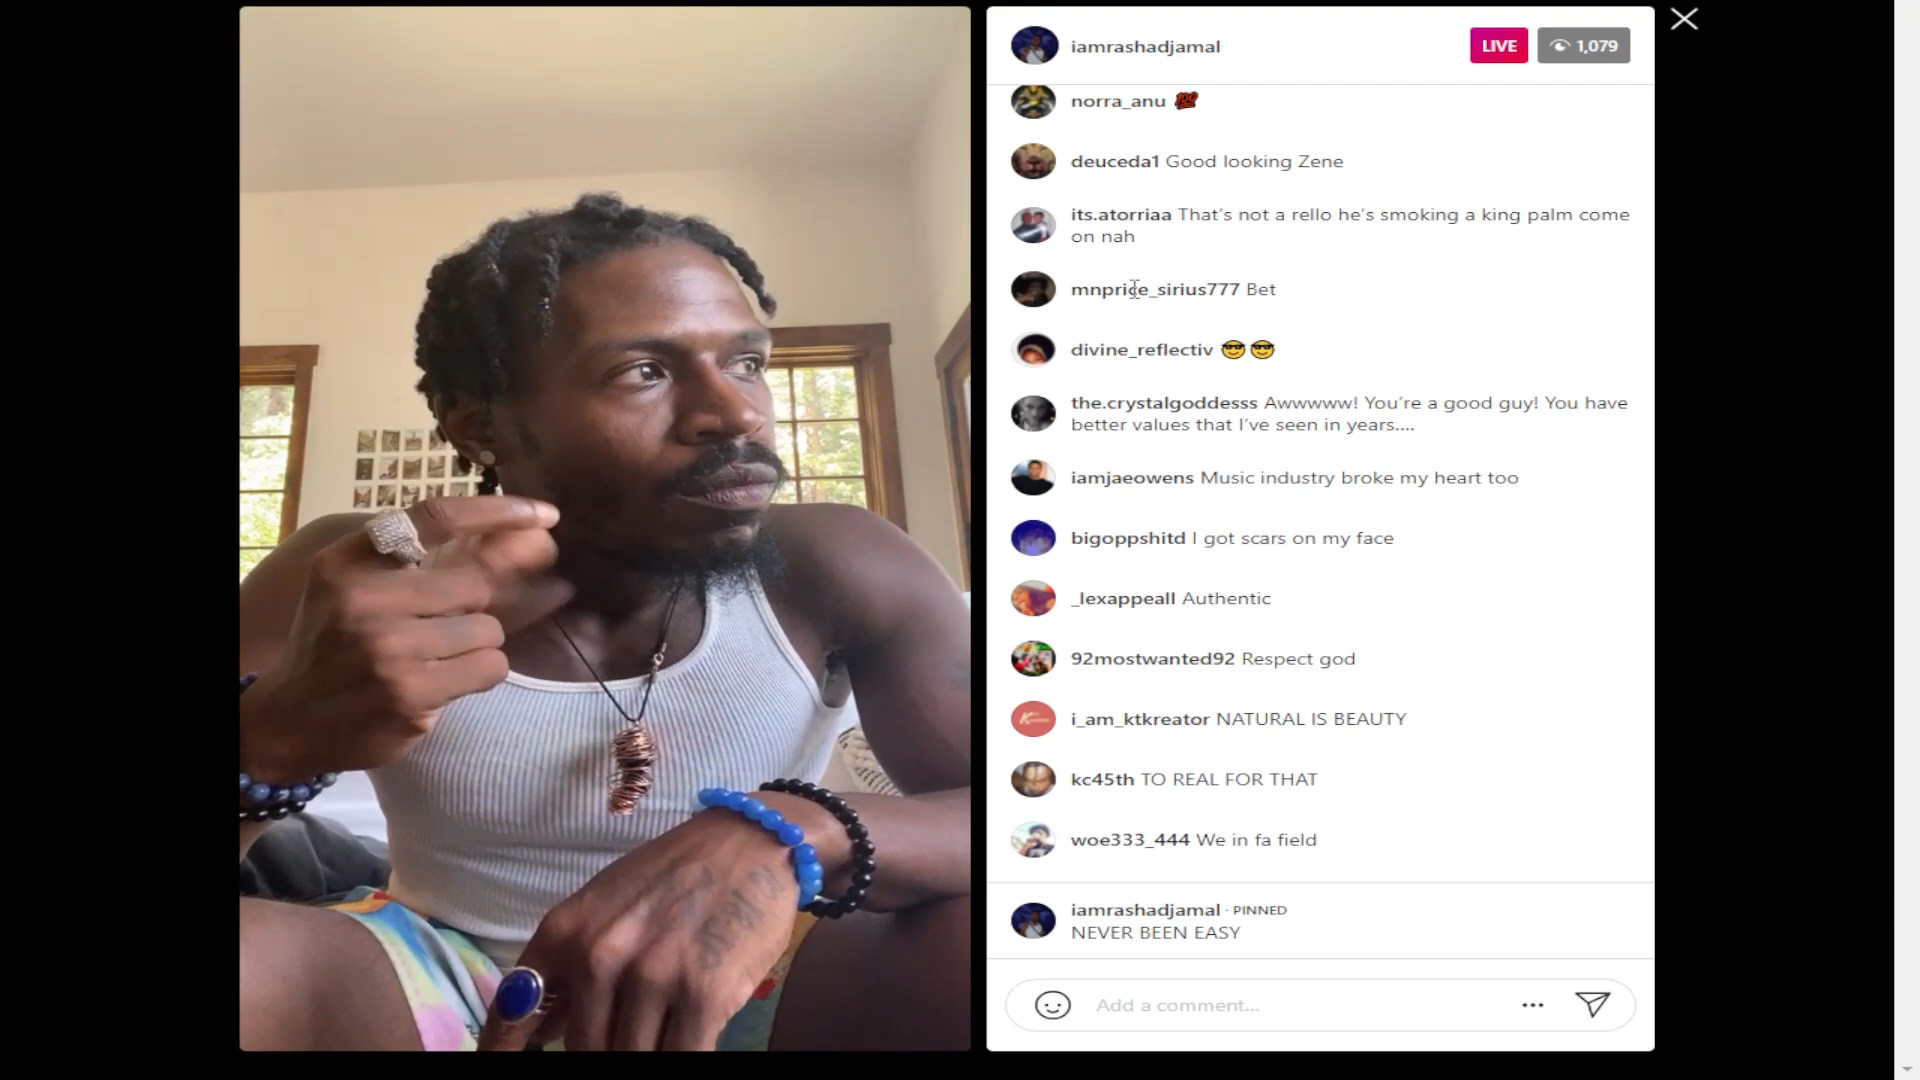 iamrashadjamal LIVE 1,079
norra_anu 💯
deuceda1 Good looking Zene
its.atorriaa That's not a rello he's smoking a king palm come
on nah
mnprice_sirius777 Bet
divine_reflectiv 😎😎
the.crystalgoddesss Awwwww! You're a good guy! You have
better values that I've seen in years....
iamjaeowens Music industry broke my heart too
bigoppshitd I got scars on my face
_lexappeall Authentic
92mostwanted92 Respect god
i_am_ktkreator NATURAL IS BEAUTY
kc45th TO REAL FOR THAT
woe333_444 We in fa field
iamrashadjamal · PINNED
NEVER BEEN EASY
Add a comment...